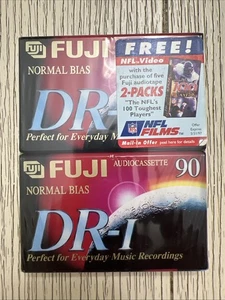 FUJI
FUJI
NORMAL BIAS
DR-I
Perfect for Everyday M
FREE!
NFL Video
with the
purchase of five
Fuji audiotape
2-PACKS
"The NFL's
100 Toughest
Players"
NFL
FILMS
Mail-In Offer
FUJI
FUJI
AUDIOCASSETTE
90
NORMAL BIAS
DR-I
Perfect for Everyday Music Recordings